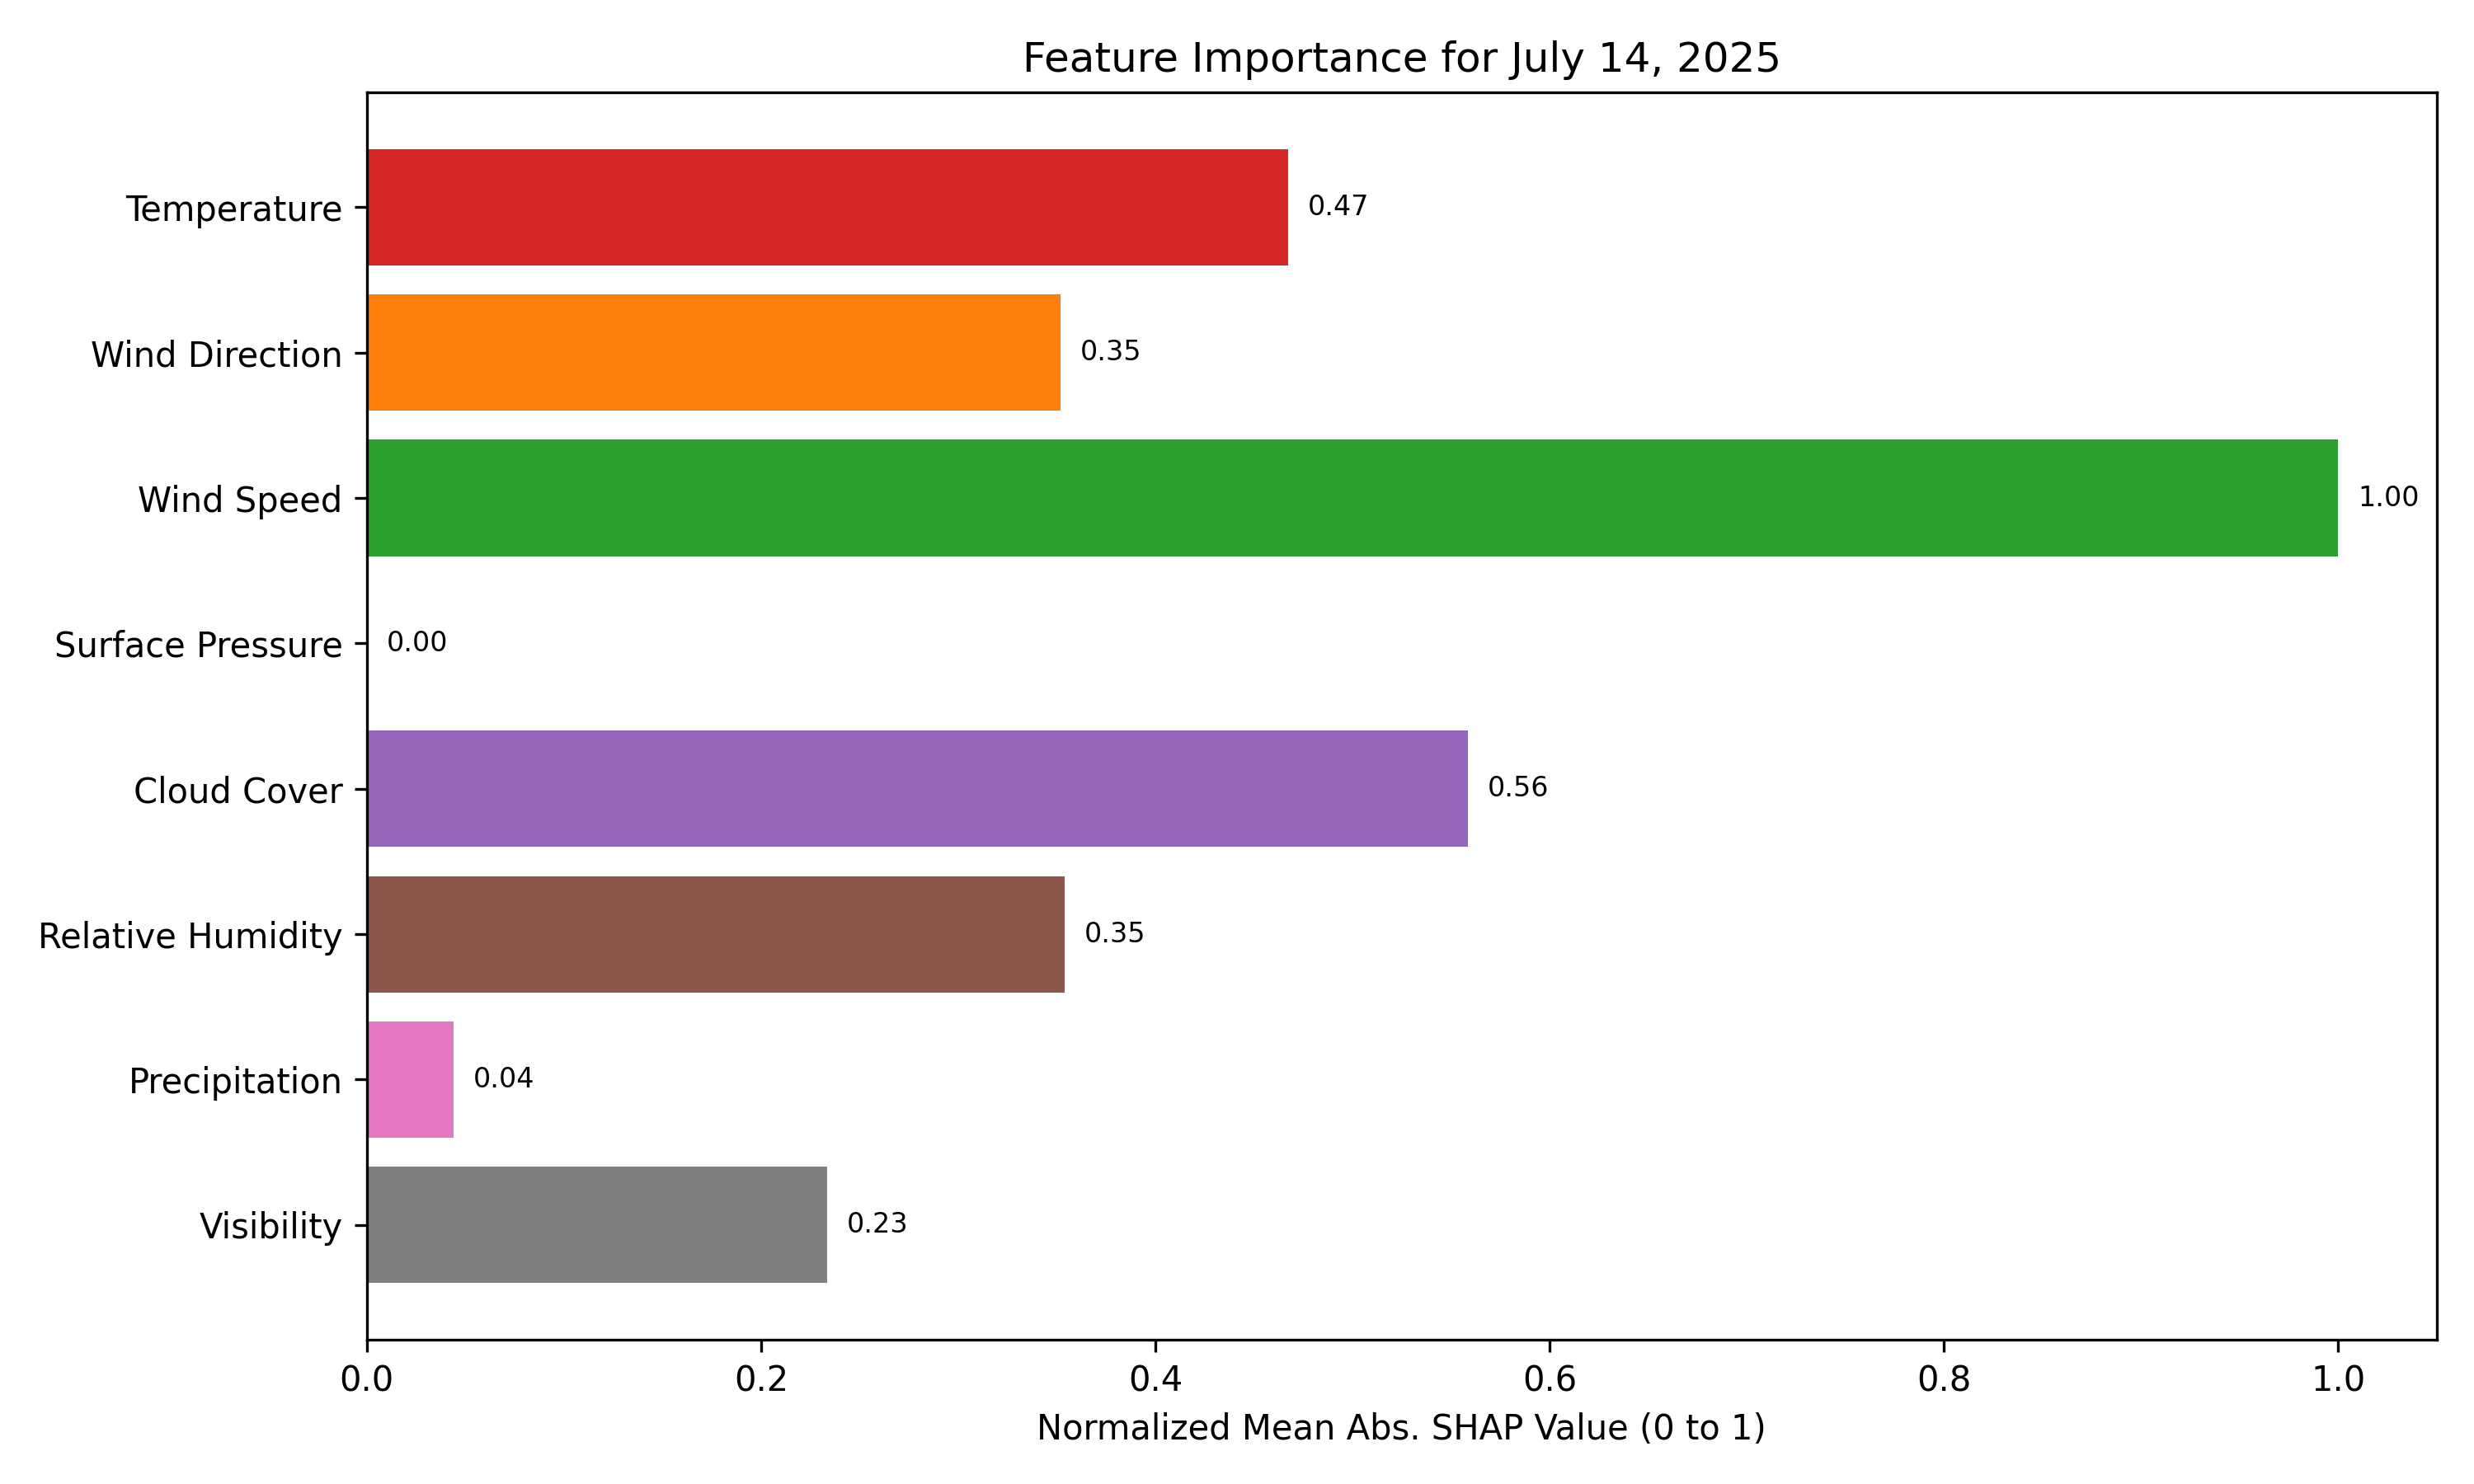 Feature Importance for July 14, 2025
Temperature 0.47
Wind Direction 0.35
Wind Speed 1.00
Surface Pressure 0.00
Cloud Cover 0.56
Relative Humidity 0.35
Precipitation 0.04
Visibility 0.23
0.0 0.2 0.4 0.6 0.8 1.0
Normalized Mean Abs. SHAP Value (0 to 1)